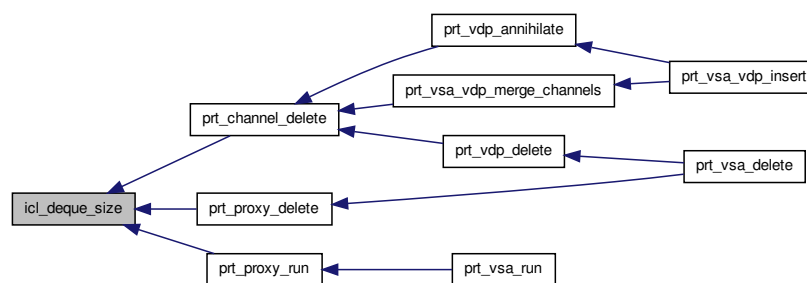 prt_vdp_annihilate
prt_vsa_vdp_insert
prt_vsa_vdp_merge_channels
prt_channel_delete
prt_vdp_delete
prt_vsa_delete
icl_deque_size
prt_proxy_delete
prt_proxy_run
prt_vsa_run